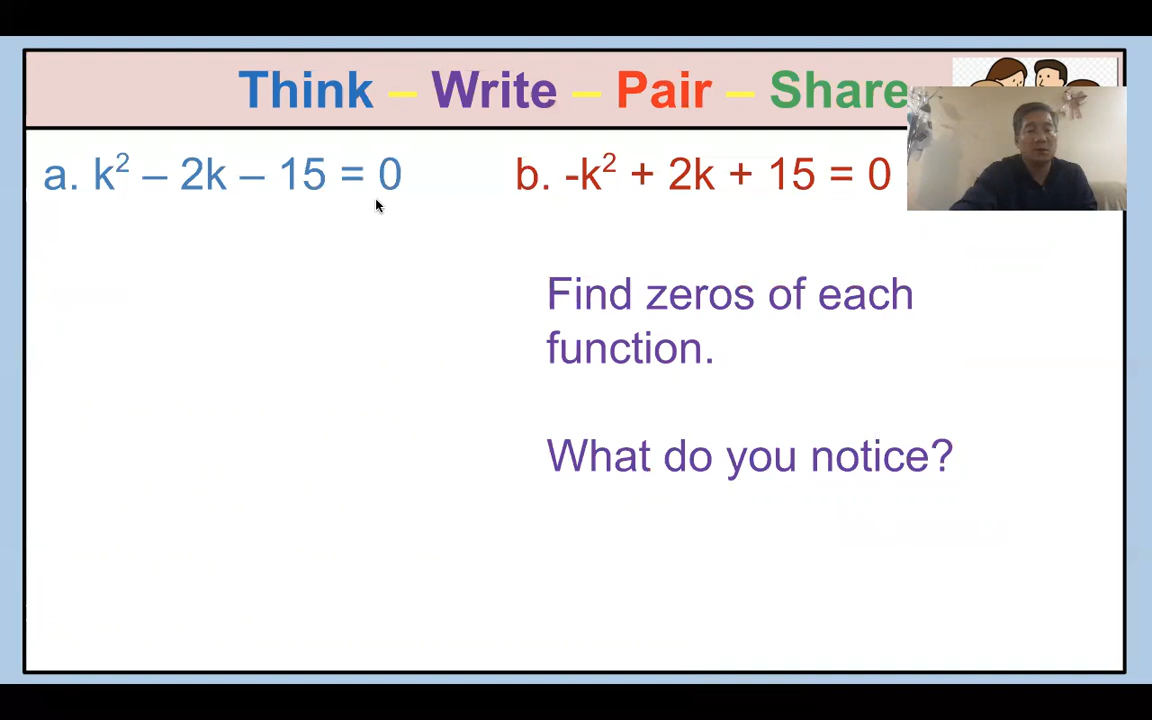 Think – Write – Pair – Share
a. k² – 2k – 15 = 0
b. -k² + 2k + 15 = 0
Find zeros of each
function.
What do you notice?